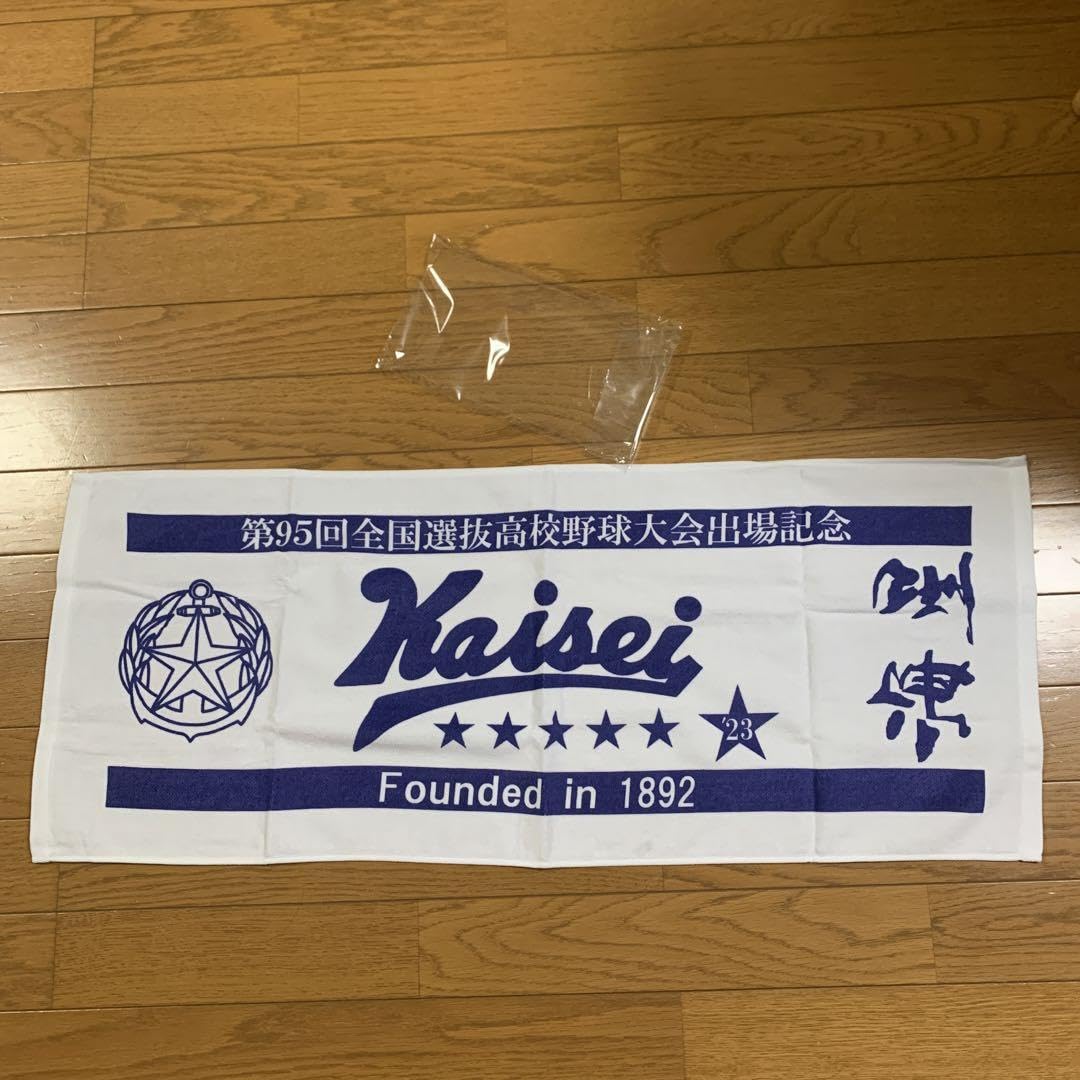 第95回全国選抜高校野球大会出場記念
Kaisei
'23
Founded in 1892